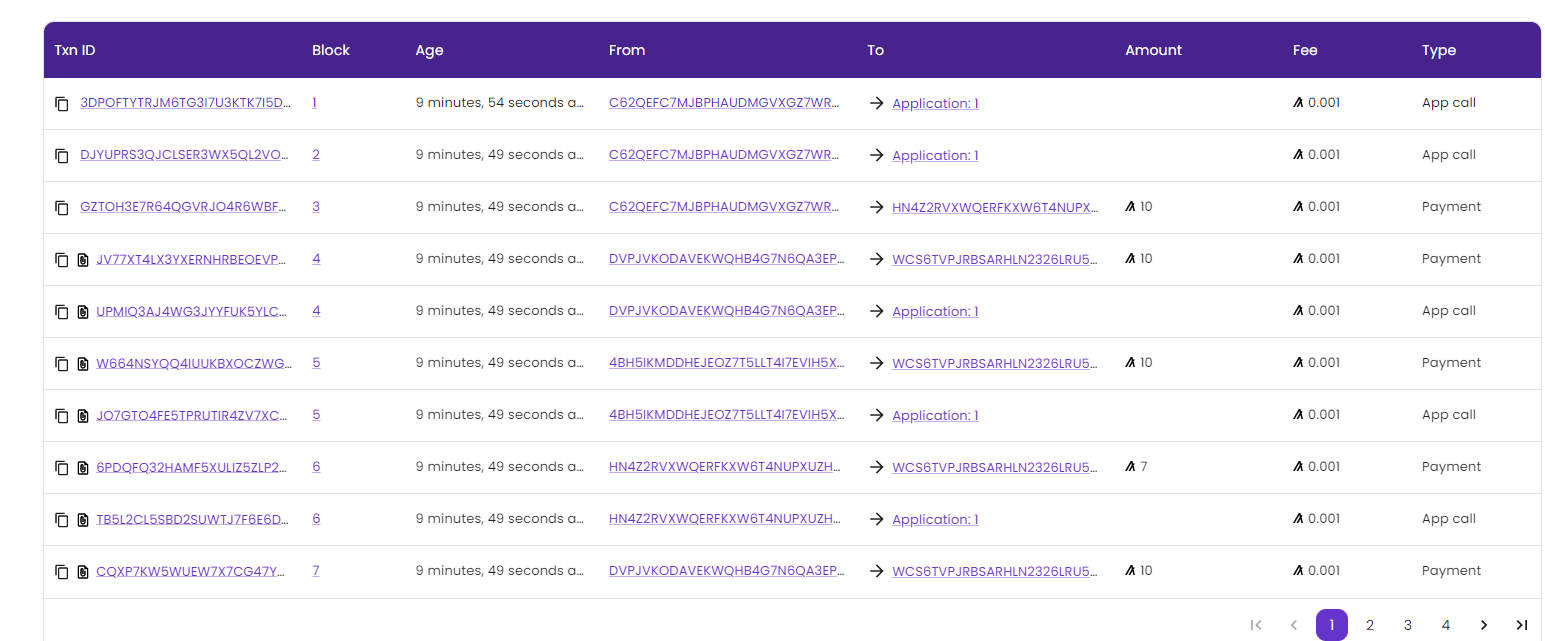 Txn ID Block Age From To Amount Fee Type
3DPOFTYTRJM6TG3I7U3KTK7I5D... 1 9 minutes, 54 seconds a... C62QEFC7MJBPHAUDMGVXGZ7WR... → Application: 1 0.001 App call
DJYUPRS3QJCLSER3WX5QL2VO... 2 9 minutes, 49 seconds a... C62QEFC7MJBPHAUDMGVXGZ7WR... → Application: 1 0.001 App call
GZTOH3E7R64QGVRJO4R6WBF... 3 9 minutes, 49 seconds a... C62QEFC7MJBPHAUDMGVXGZ7WR... → HN4Z2RVXWQERFKXW6T4NUPX... 10 0.001 Payment
JV77XT4LX3YXERNHRBEOEVP... 4 9 minutes, 49 seconds a... DVPJVKODAVEKWQHB4G7N6QA3EP... → WCS6TVPJRBSARHLN2326LRU5... 10 0.001 Payment
UPMIQ3AJ4WG3JYYFUK5YLC... 4 9 minutes, 49 seconds a... DVPJVKODAVEKWQHB4G7N6QA3EP... → Application: 1 0.001 App call
W664NSYQQ4IUUKBXOCZWG... 5 9 minutes, 49 seconds a... 4BH5IKMDDHEJEOZ7T5LLT4I7EVIH5X... → WCS6TVPJRBSARHLN2326LRU5... 10 0.001 Payment
JO7GTO4FE5TPRUTIR4ZV7XC... 5 9 minutes, 49 seconds a... 4BH5IKMDDHEJEOZ7T5LLT4I7EVIH5X... → Application: 1 0.001 App call
6PDQFQ32HAMF5XULIZ5ZLP2... 6 9 minutes, 49 seconds a... HN4Z2RVXWQERFKXW6T4NUPXUZH... → WCS6TVPJRBSARHLN2326LRU5... 7 0.001 Payment
TB5L2CL5SBD2SUWTJ7F6E6D... 6 9 minutes, 49 seconds a... HN4Z2RVXWQERFKXW6T4NUPXUZH... → Application: 1 0.001 App call
CQXP7KW5WUEW7X7CG47Y... 7 9 minutes, 49 seconds a... DVPJVKODAVEKWQHB4G7N6QA3EP... → WCS6TVPJRBSARHLN2326LRU5... 10 0.001 Payment
1 2 3 4